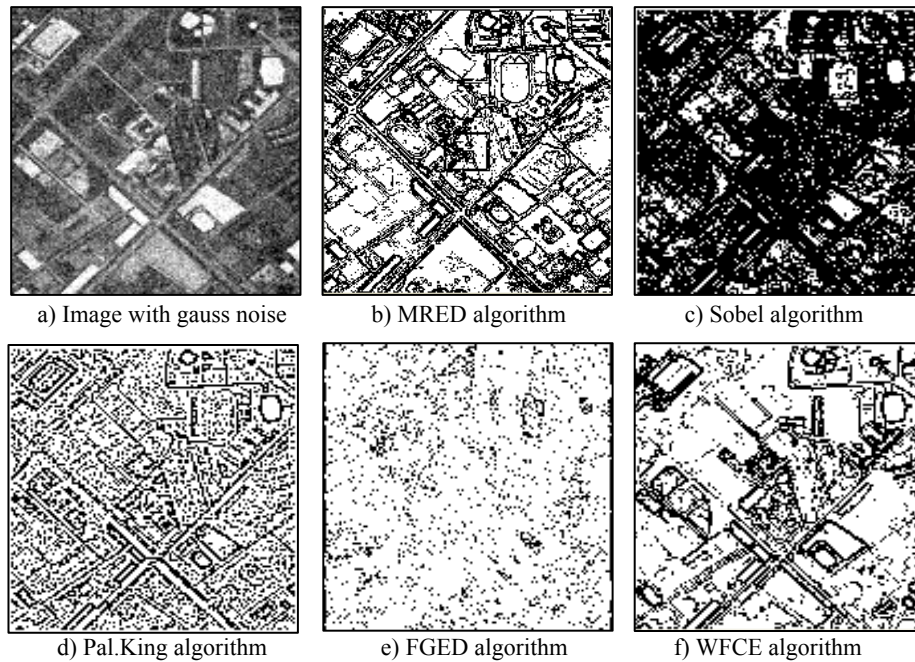 a) Image with gauss noise
b) MRED algorithm
c) Sobel algorithm
d) Pal.King algorithm
e) FGED algorithm
f) WFCE algorithm